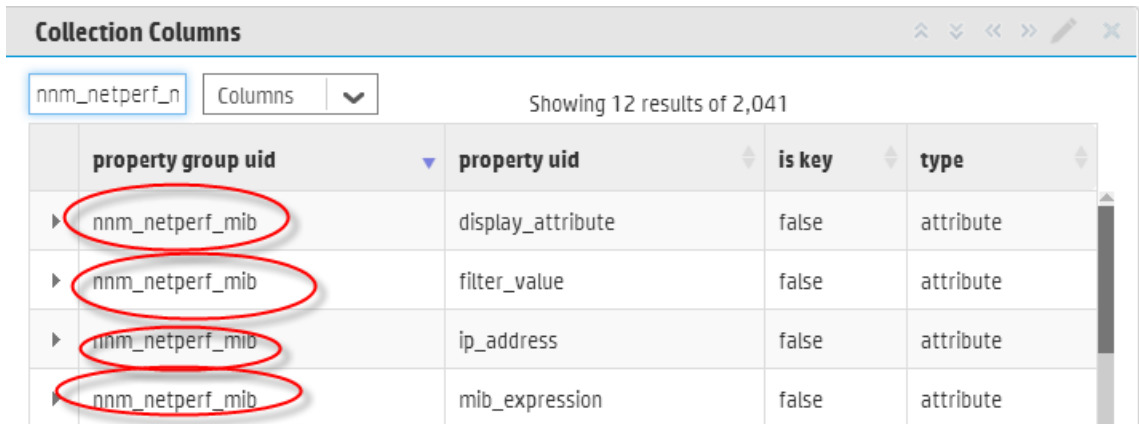 Collection Columns
nnm_netperf_n Columns Showing 12 results of 2,041
property group uid property uid is key type
nnm_netperf_mib display_attribute false attribute
nnm_netperf_mib filter_value false attribute
nnm_netperf_mib ip_address false attribute
nnm_netperf_mib mib_expression false attribute